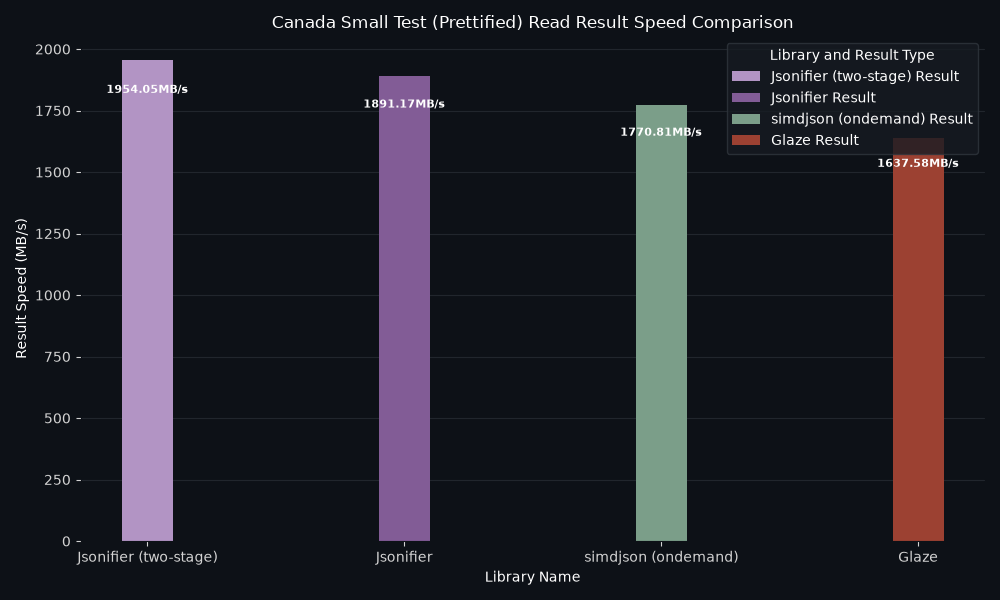 Canada Small Test (Prettified) Read Result Speed Comparison
Library and Result Type
Jsonifier (two-stage) Result
Jsonifier Result
simdjson (ondemand) Result
Glaze Result
2000
1750
1500
1250
1000
750
500
250
0
Result Speed (MB/s)
1954.05MB/s
1891.17MB/s
1770.81MB/s
1637.58MB/s
Jsonifier (two-stage)
Jsonifier
simdjson (ondemand)
Glaze
Library Name